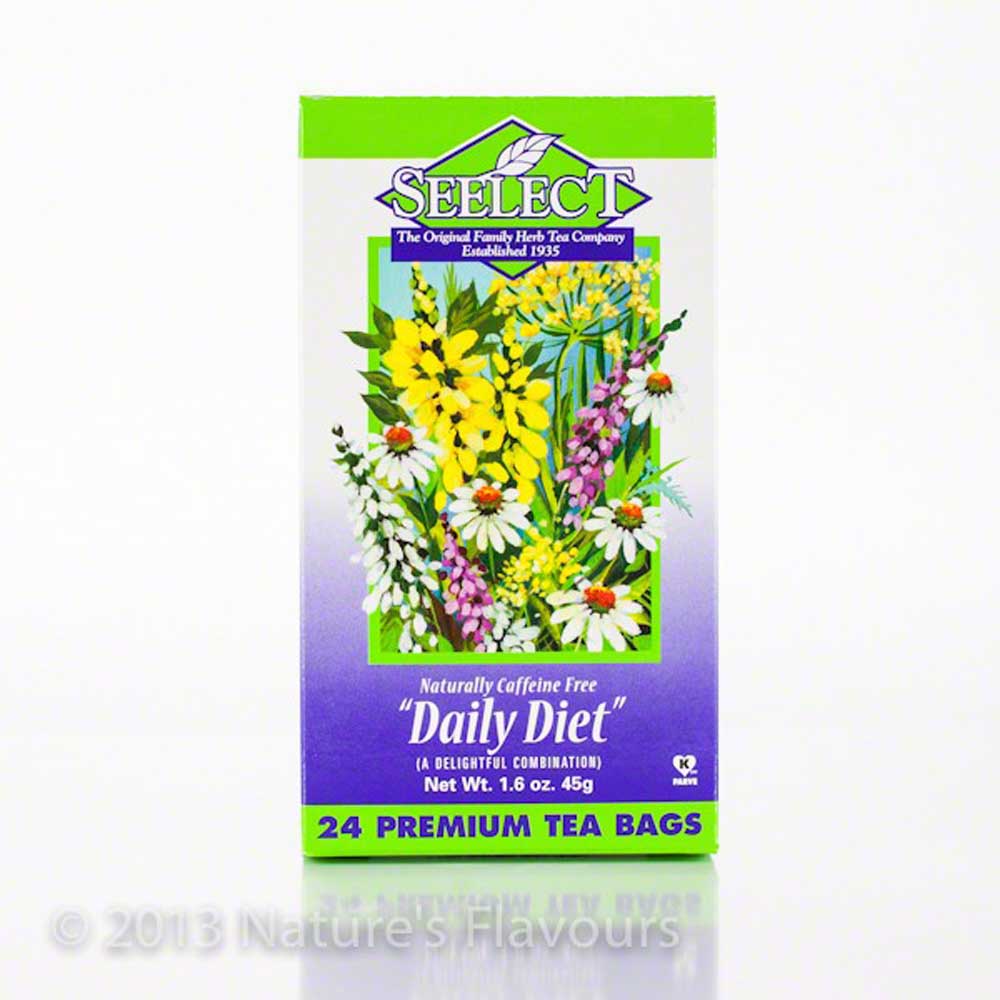 SEELECT
The Original Family Herb Tea Company
Established 1935
Naturally Caffeine Free
"Daily Diet"
(A DELIGHTFUL COMBINATION)
Net Wt. 1.6 oz. 45g
K
PARVE
24 PREMIUM TEA BAGS
© 2013 Nature's Flavours